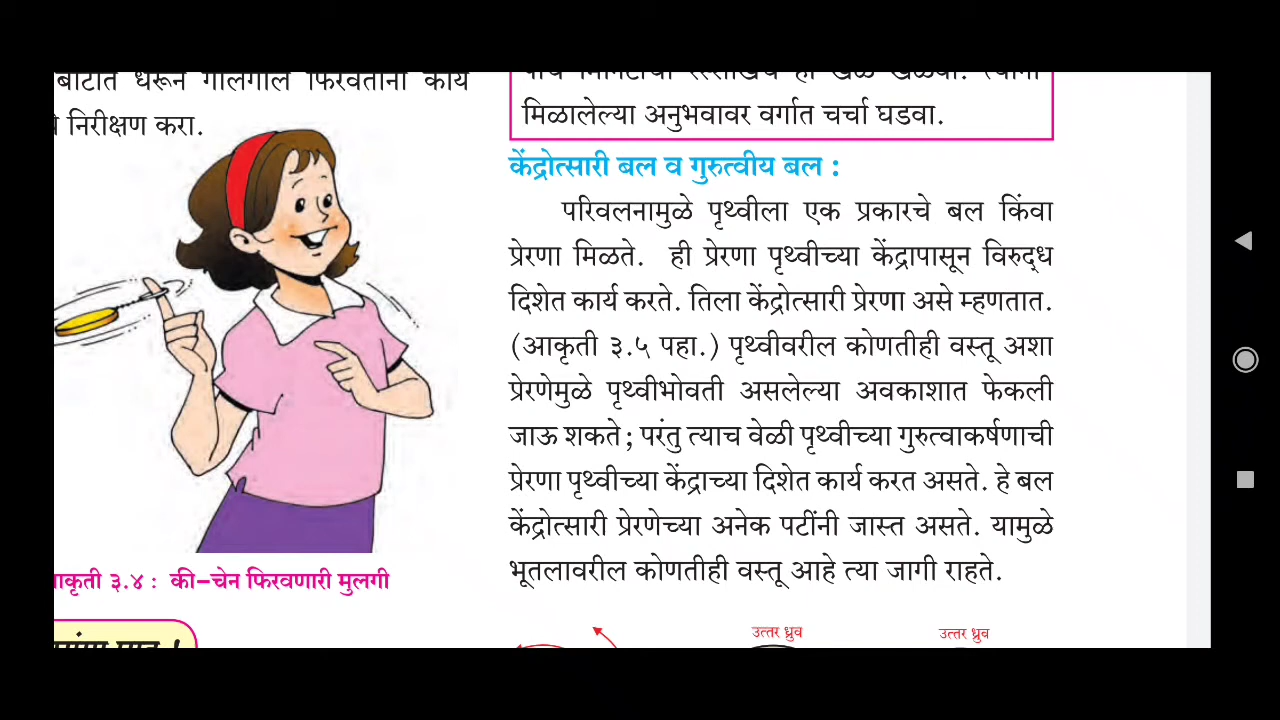 बोटात धरून गोलगोल फिरवताना काय
निरीक्षण करा.
आकृती ३.४ : की-चेन फिरवणारी मुलगी
मिळालेल्या अनुभवावर वर्गात चर्चा घडवा.
केंद्रोत्सारी बल व गुरुत्वीय बल :
परिवलनामुळे पृथ्वीला एक प्रकारचे बल किंवा
प्रेरणा मिळते. ही प्रेरणा पृथ्वीच्या केंद्रापासून विरुद्ध
दिशेत कार्य करते. तिला केंद्रोत्सारी प्रेरणा असे म्हणतात.
(आकृती ३.५ पहा.) पृथ्वीवरील कोणतीही वस्तू अशा
प्रेरणेमुळे पृथ्वीभोवती असलेल्या अवकाशात फेकली
जाऊ शकते; परंतु त्याच वेळी पृथ्वीच्या गुरुत्वाकर्षणाची
प्रेरणा पृथ्वीच्या केंद्राच्या दिशेत कार्य करत असते. हे बल
केंद्रोत्सारी प्रेरणेच्या अनेक पटींनी जास्त असते. यामुळे
भूतलावरील कोणतीही वस्तू आहे त्या जागी राहते.
उत्तर ध्रुव
उत्तर ध्रुव